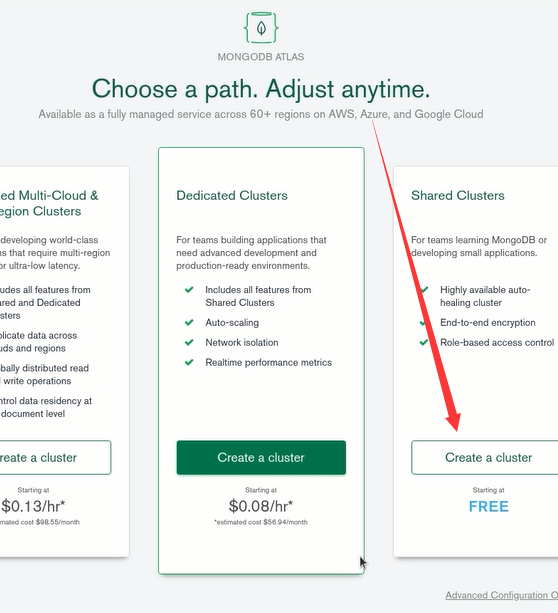 MONGODB ATLAS
Choose a path. Adjust anytime.
Available as a fully managed service across 60+ regions on AWS, Azure, and Google Cloud
ed Multi-Cloud &
egion Clusters
developing world-class
ns that require multi-region
or ultra-low latency.
udes all features from
ared and Dedicated
sters
plicate data across
uds and regions
bally distributed read
d write operations
ntrol data residency at
document level
reate a cluster
Starting at
$0.13/hr*
mated cost $98.55/month
Dedicated Clusters
For teams building applications that
need advanced development and
production-ready environments.
Includes all features from
Shared Clusters
Auto-scaling
Network isolation
Realtime performance metrics
Create a cluster
Starting at
$0.08/hr*
*estimated cost $56.94/month
Shared Clusters
For teams learning MongoDB or
developing small applications.
Highly available auto-
healing cluster
End-to-end encryption
Role-based access control
Create a cluster
Starting at
FREE
Advanced Configuration O